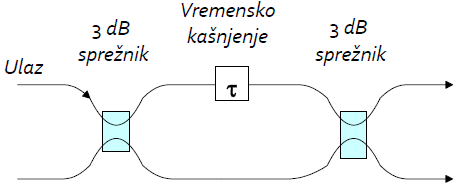 Vremensko
kašnjenje
3 dB
sprežnik
3 dB
sprežnik
Ulaz
τ